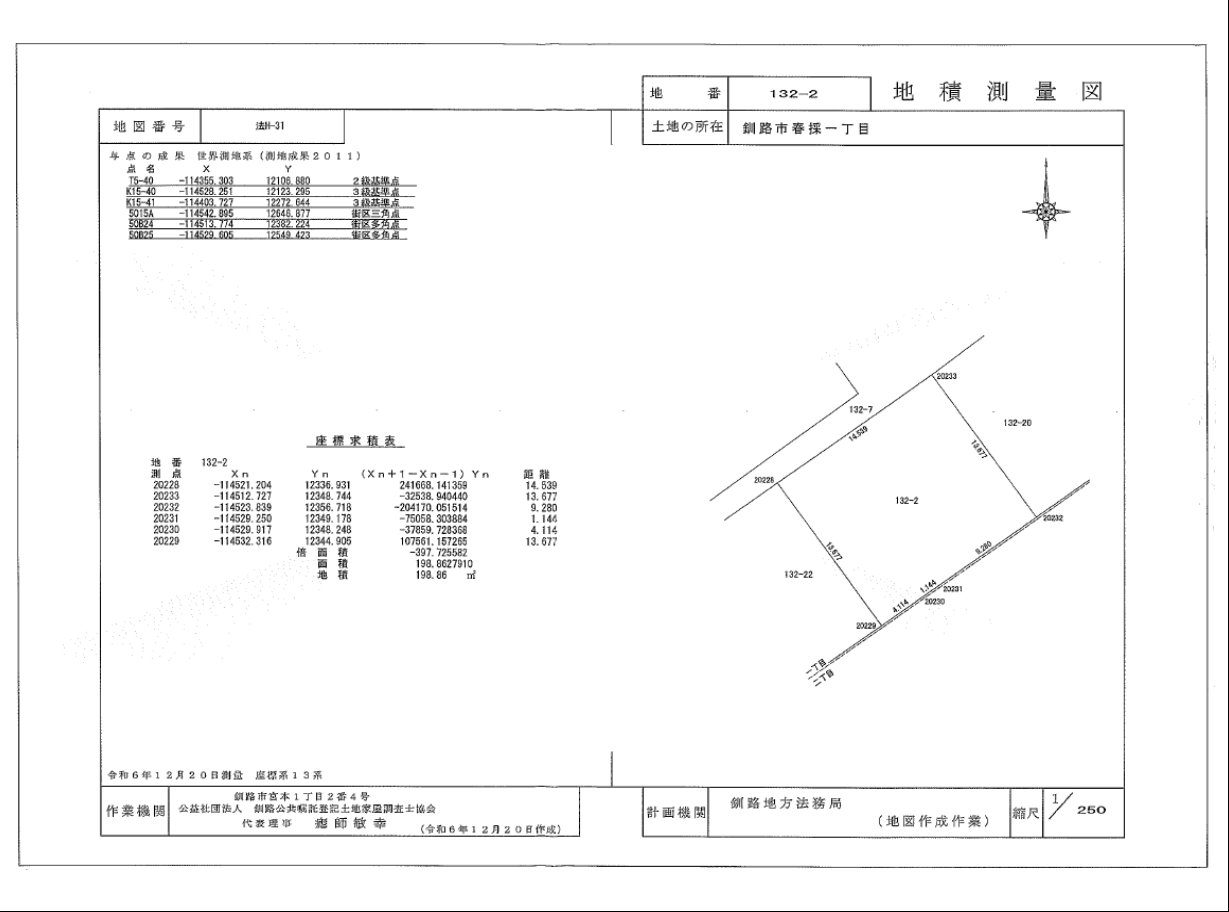 地番 132-2 地積測量図
地図番号 法H-31 土地の所在 釧路市春採一丁目
与点の成果 世界測地系(測地成果2011)
点名 X Y
T5-40 -114355.303 12106.880 2級基準点
K15-40 -114528.251 12123.295 3級基準点
K15-41 -114403.727 12272.644 3級基準点
5015A -114542.895 12646.877 街区三角点
50B24 -114513.774 12382.224 街区多角点
50B25 -114529.605 12549.423 街区多角点
座標求積表
地番 132-2
測点 Xn Yn (Xn+1-Xn-1)Yn 距離
20228 -114521.204 12336.931 241668.141359 14.539
20233 -114512.727 12348.744 -32538.940440 13.677
20232 -114523.839 12356.718 -204170.051514 9.280
20231 -114529.250 12349.178 -75058.303884 1.144
20230 -114529.917 12348.248 -37859.728368 4.114
20229 -114532.316 12344.905 107561.157265 13.677
倍面積 -397.725582
面積 198.8627910
地積 198.86 ㎡
20233
132-7
14.539
132-20
13.677
20228
132-2
20232
13.677
9.280
132-22
1.144
20231
20230
4.114
20229
一丁目
二丁目
令和6年12月20日測量 座標系13系
作業機関
釧路市宮本1丁目2番4号
公益社団法人 釧路公共嘱託登記土地家屋調査士協会
代表理事 師敏幸
(令和6年12月20日作成)
計画機関
釧路地方法務局
(地図作成作業)
縮尺 1/250